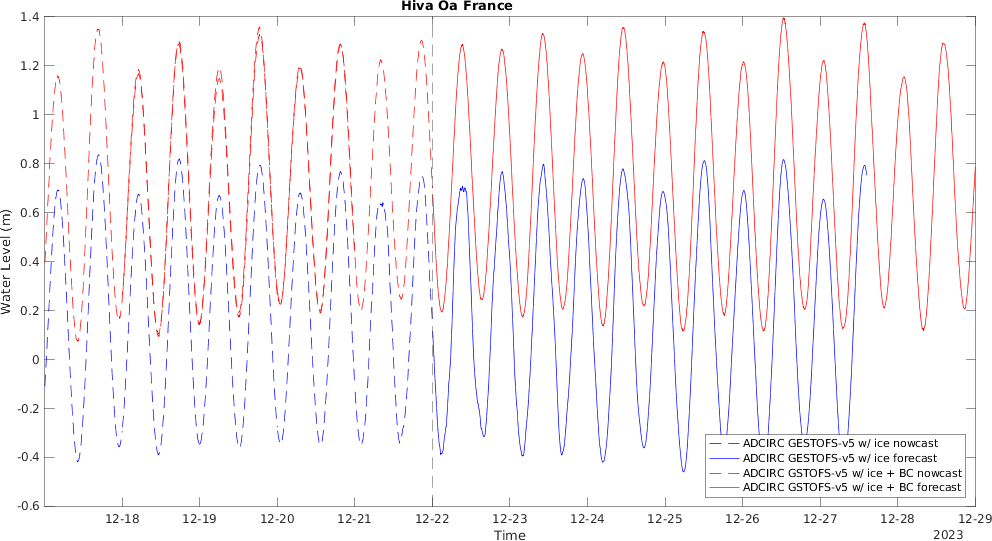 Hiva Oa France
1.4
1.2
1
0.8
0.6
0.4
0.2
0
-0.2
-0.4
-0.6
Water Level (m)
ADCIRC GESTOFS-v5 w/ ice nowcast
ADCIRC GESTOFS-v5 w/ ice forecast
ADCIRC GSTOFS-v5 w/ ice + BC nowcast
ADCIRC GSTOFS-v5 w/ ice + BC forecast
12-18 12-19 12-20 12-21 12-22 12-23 12-24 12-25 12-26 12-27 12-28 12-29
Time
2023